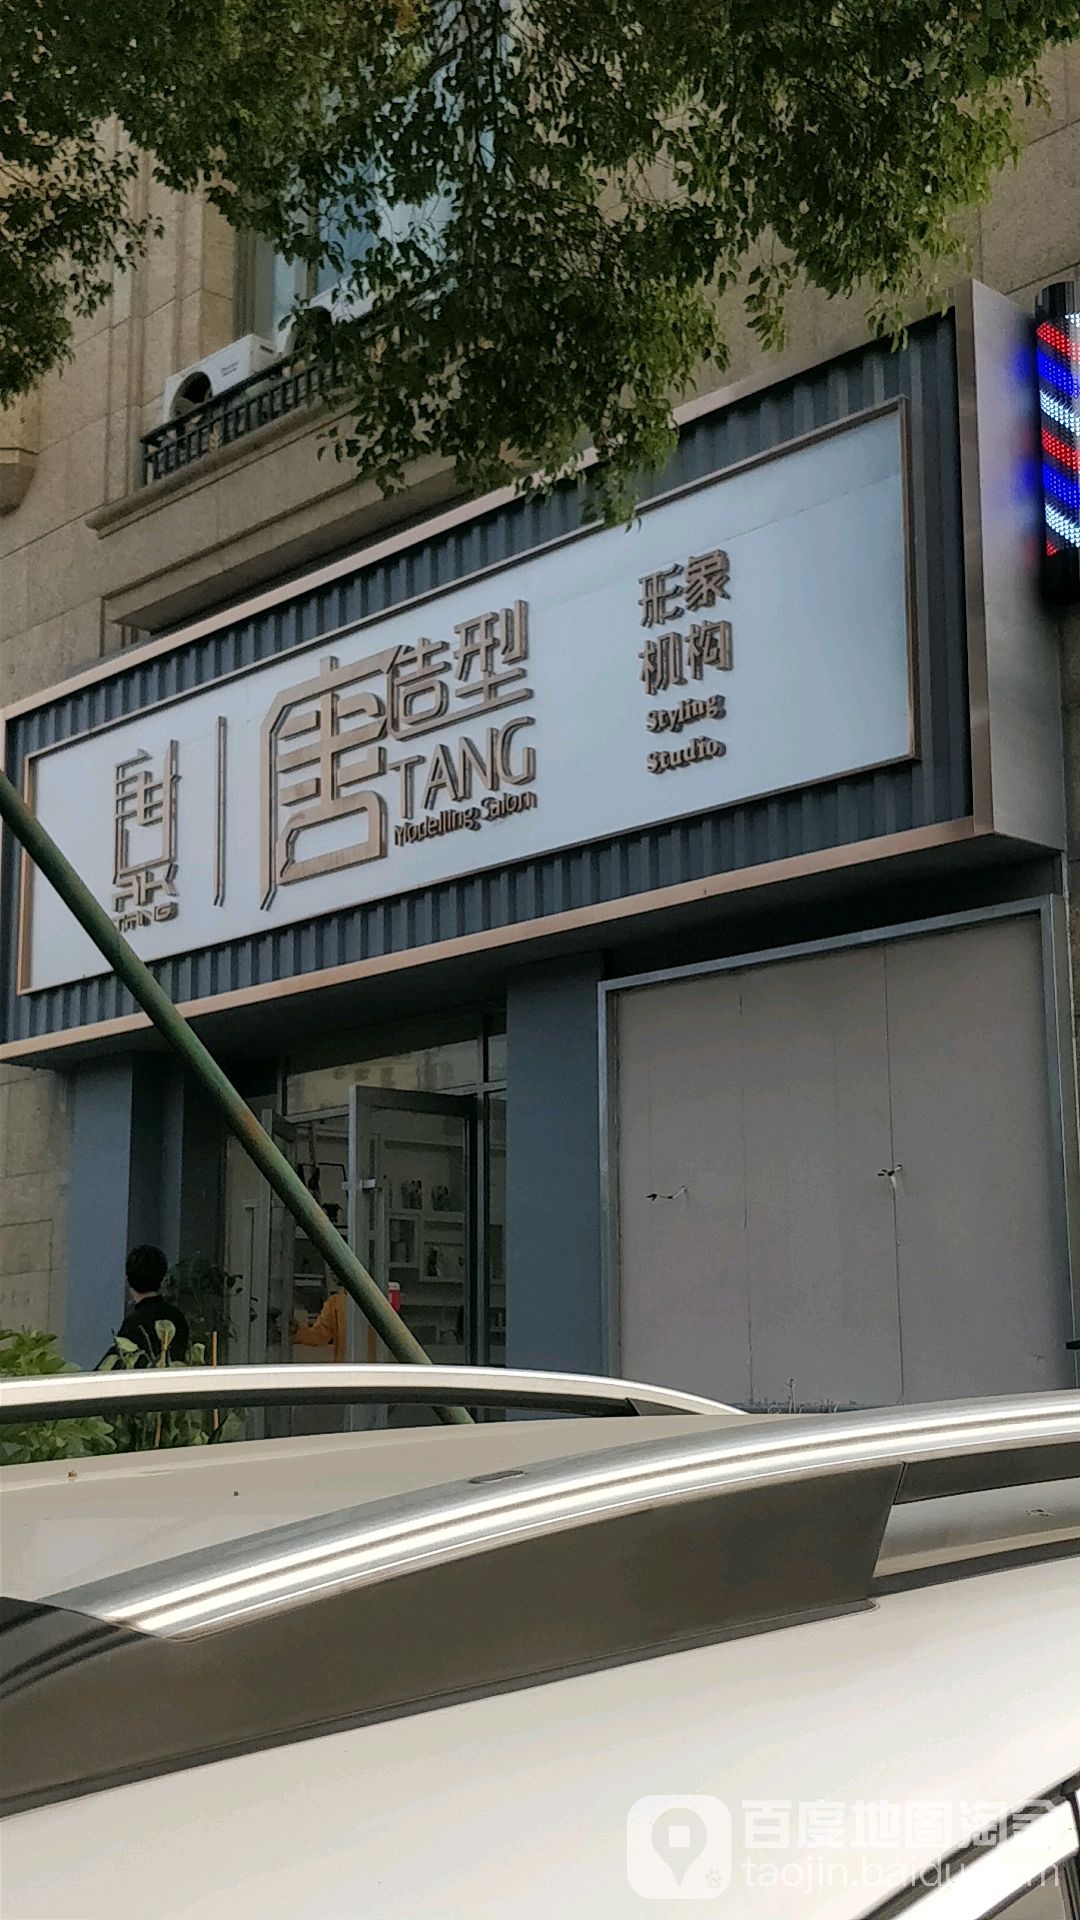 唐造型
TANG
Modelling Salon
形象
机构
Styling
Studio
百度地图淘金
taojin.baidu.com